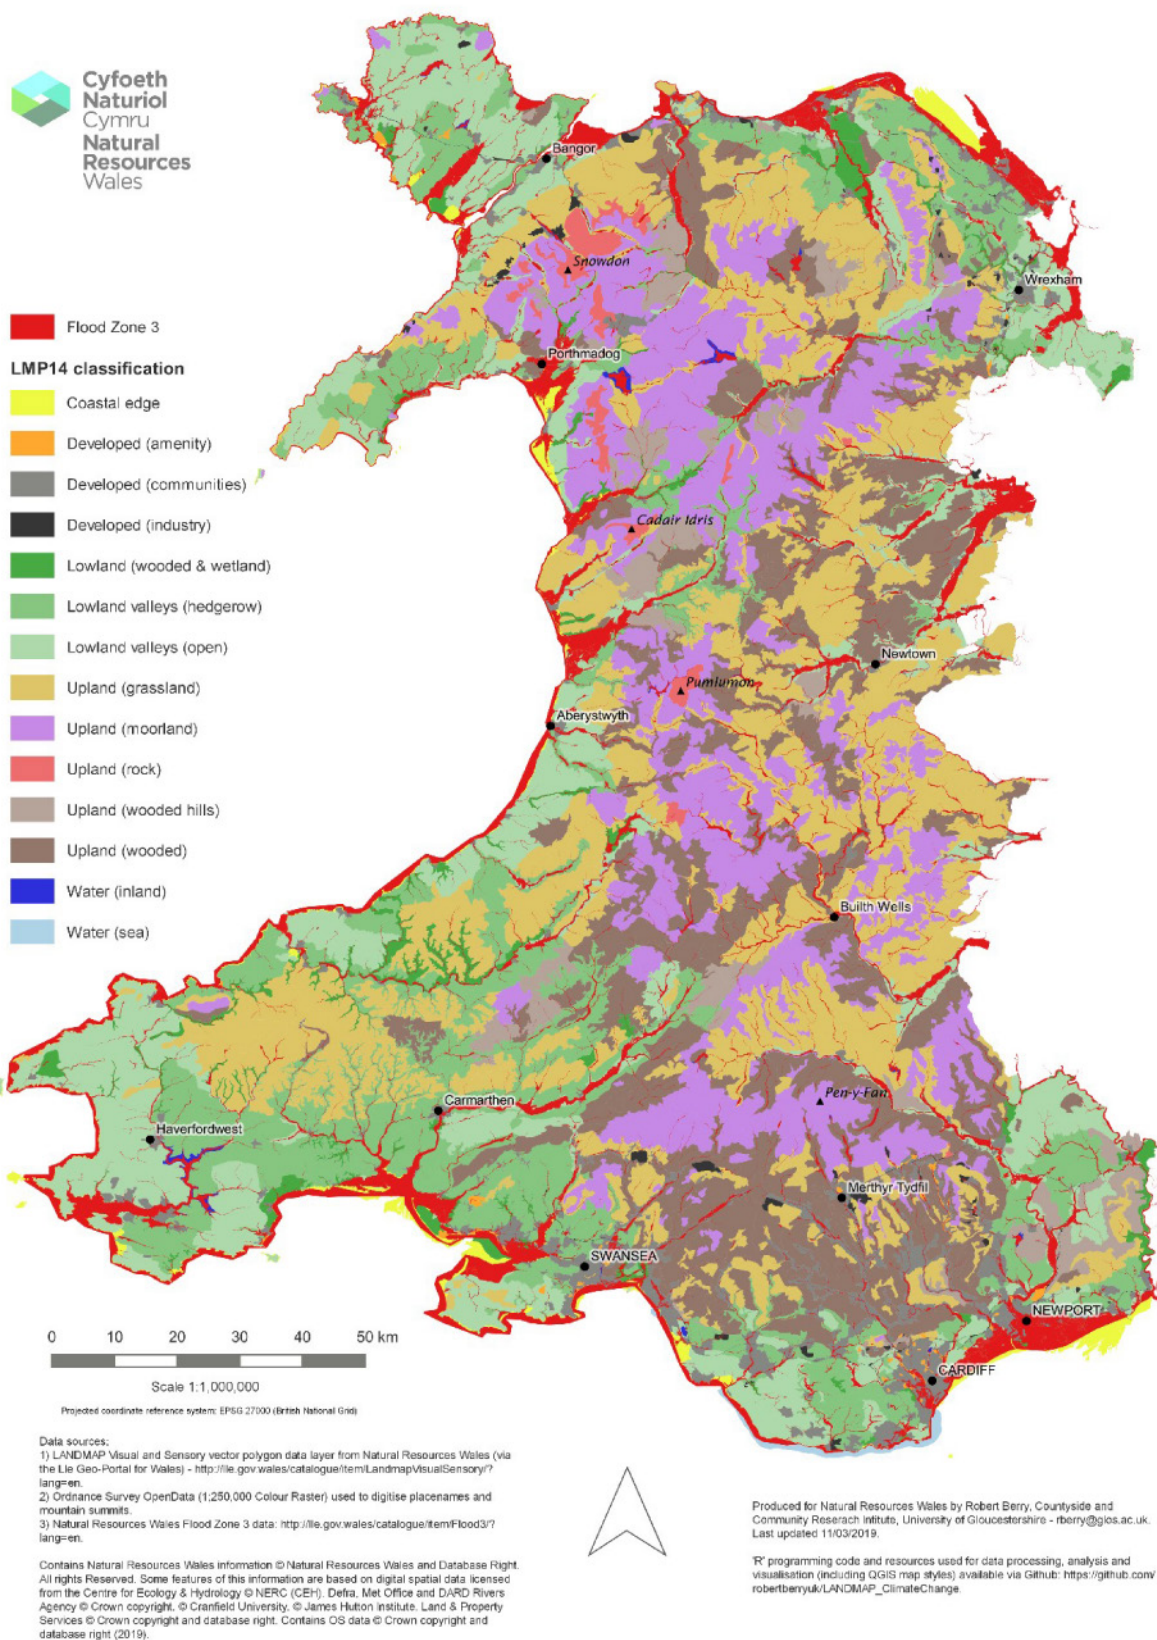 Cyfoeth
Naturiol
Cymru
Natural
Resources
Wales
Bangor
Snowdon
Wrexham
Flood Zone 3
Porthmadog
LMP14 classification
Coastal edge
Developed (amenity)
Developed (communities)
Developed (industry)
Cadair Idris
Lowland (wooded & wetland)
Lowland valleys (hedgerow)
Lowland valleys (open)
Newtown
Upland (grassland)
Pumlumon
Aberystwyth
Upland (moorland)
Upland (rock)
Upland (wooded hills)
Upland (wooded)
Water (inland)
Builth Wells
Water (sea)
Pen-y-Fan
Carmarthen
Haverfordwest
Merthyr Tydfil
SWANSEA
NEWPORT
0 10 20 30 40 50 km
CARDIFF
Scale 1:1,000,000
Projected coordinate reference system: EPSG 27000 (British National Grid)
Data sources:
1) LANDMAP Visual and Sensory vector polygon data layer from Natural Resources Wales (via
the Lle Geo-Portal for Wales) - http://lle.gov.wales/catalogue/item/LandmapVisualSensory/?
lang=en.
2) Ordnance Survey OpenData (1:250,000 Colour Raster) used to digitise placenames and
mountain summits.
3) Natural Resources Wales Flood Zone 3 data: http://lle.gov.wales/catalogue/item/Flood3/?
lang=en.
Contains Natural Resources Wales information © Natural Resources Wales and Database Right.
All rights Reserved. Some features of this information are based on digital spatial data licensed
from the Centre for Ecology & Hydrology © NERC (CEH). Defra, Met Office and DARD Rivers
Agency © Crown copyright. © Cranfield University. © James Hutton Institute. Land & Property
Services © Crown copyright and database right. Contains OS data © Crown copyright and
database right (2019).
Produced for Natural Resources Wales by Robert Berry, Countyside and
Community Reserach Intitute, University of Gloucestershire - rberry@glos.ac.uk.
Last updated 11/03/2019.
'R' programming code and resources used for data processing, analysis and
visualisation (including QGIS map styles) available via Github: https://github.com/
robertberryuk/LANDMAP_ClimateChange.